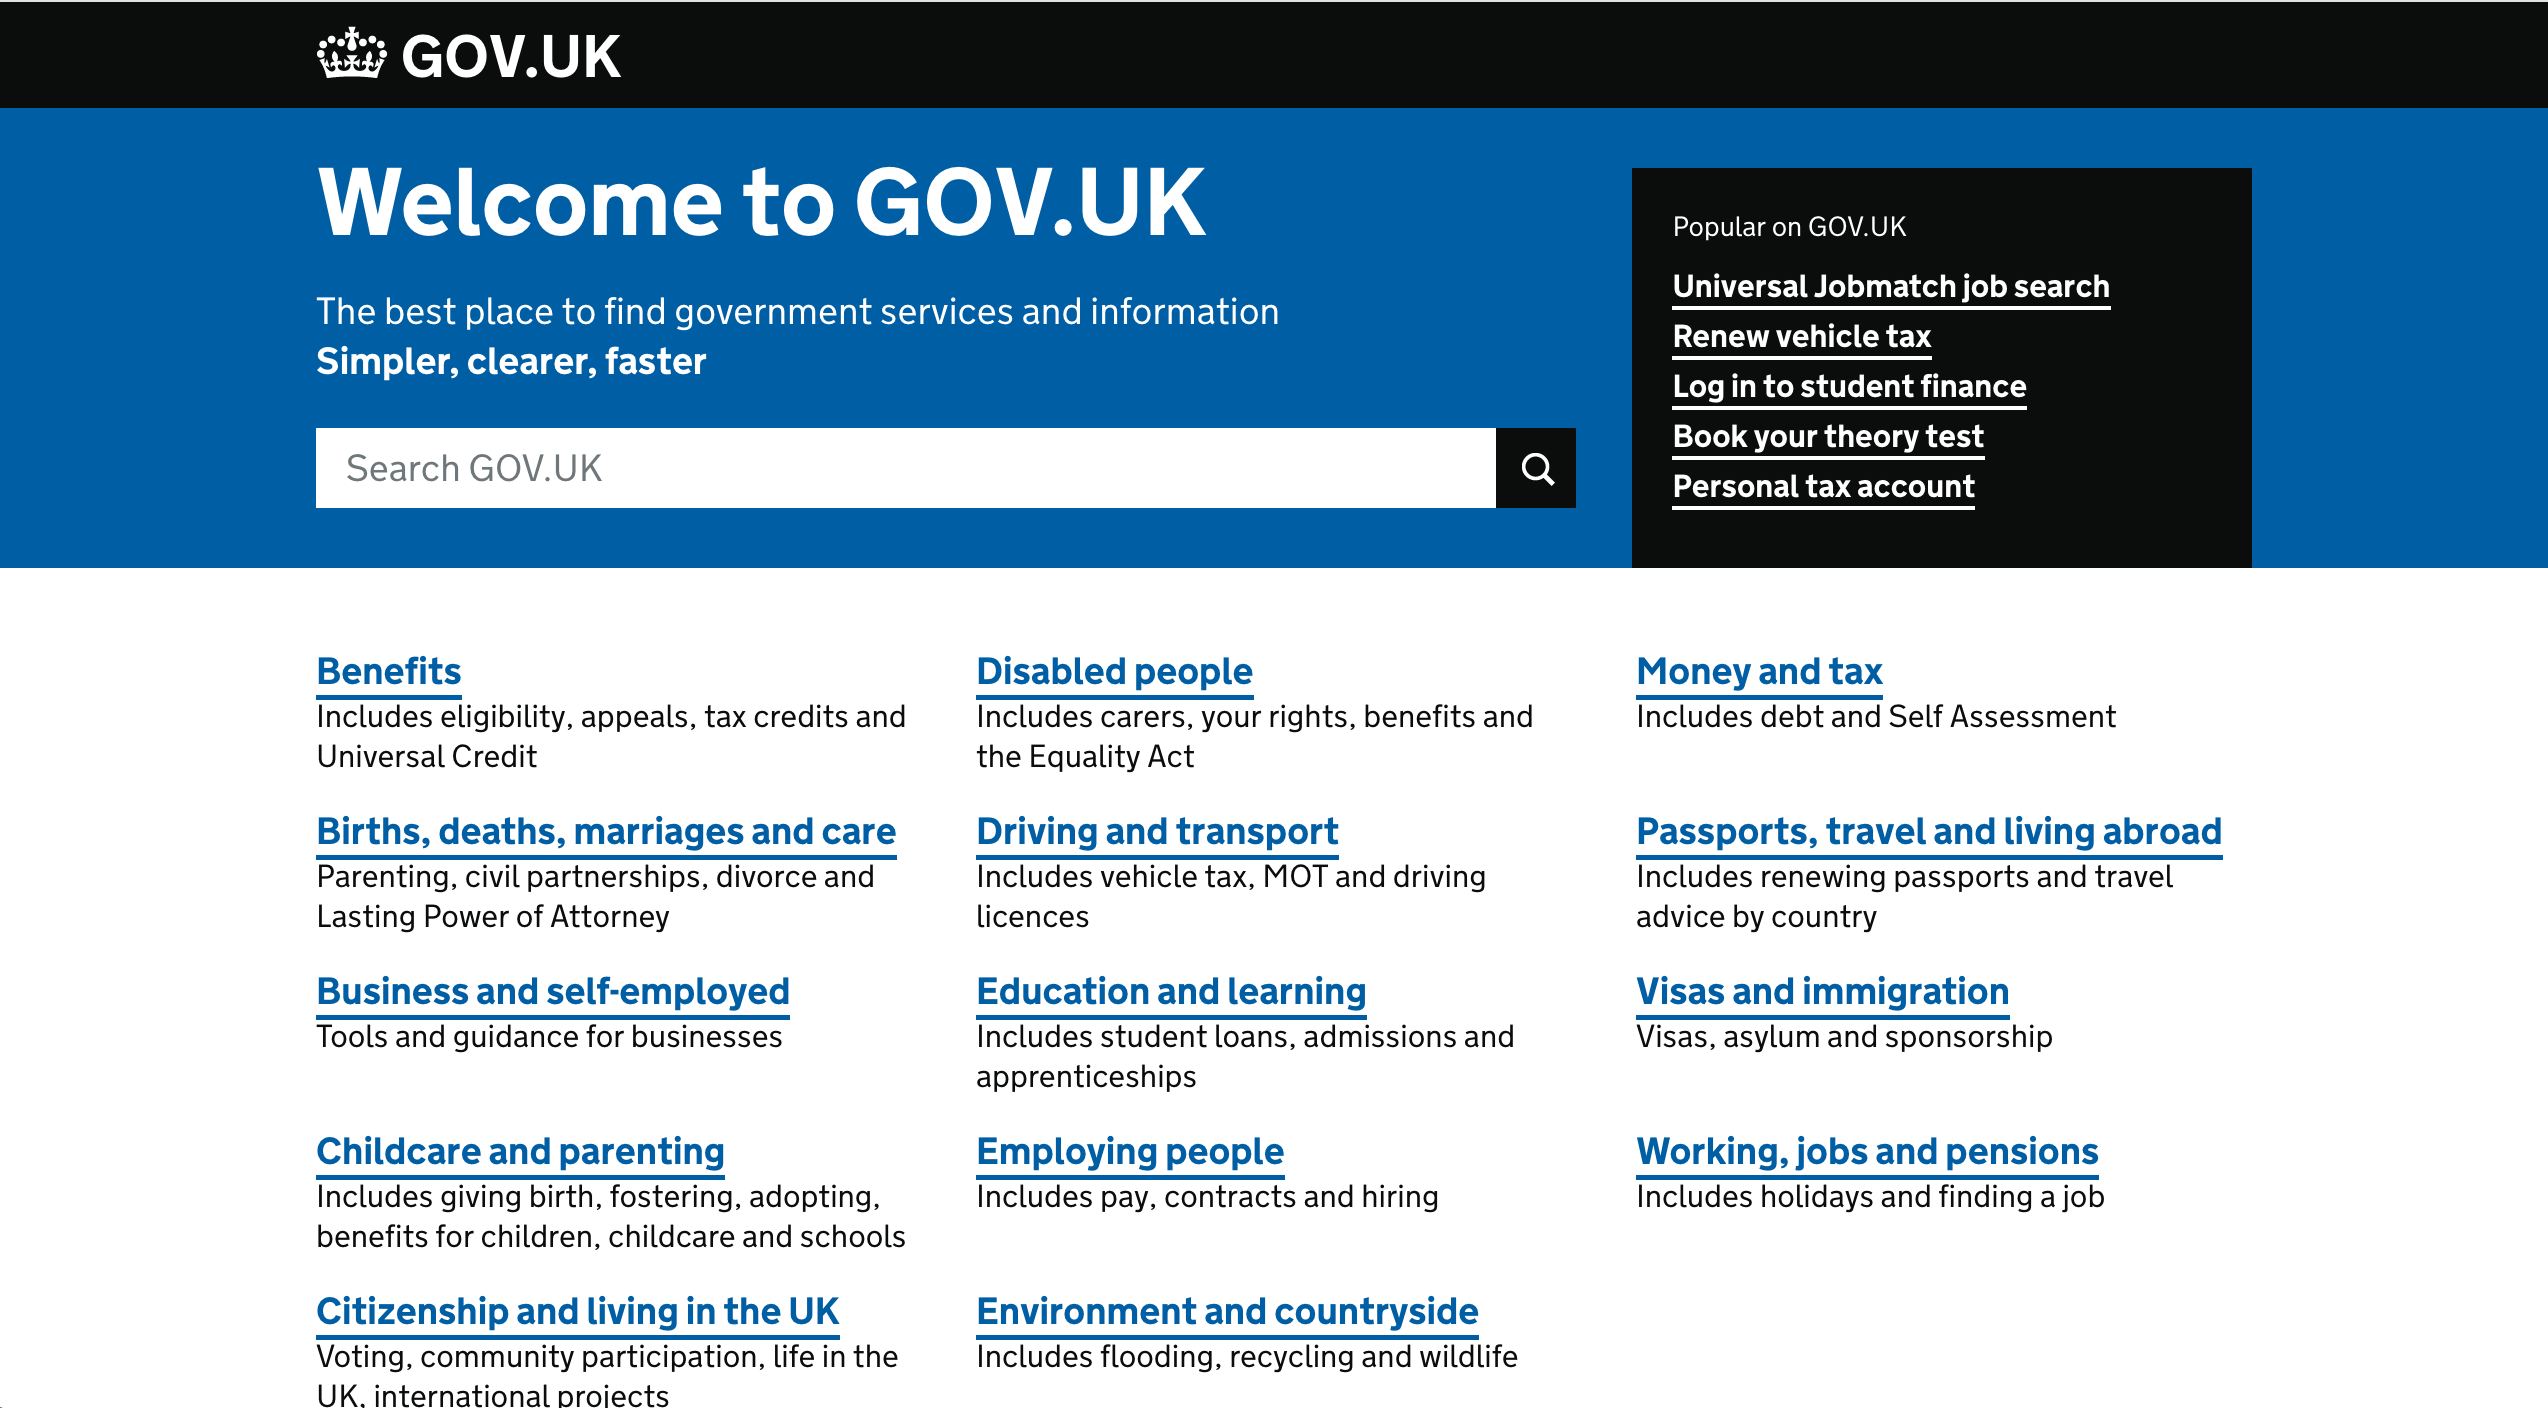 GOV.UK
Welcome to GOV.UK
The best place to find government services and information
Simpler, clearer, faster
Search GOV.UK
Popular on GOV.UK
Universal Jobmatch job search
Renew vehicle tax
Log in to student finance
Book your theory test
Personal tax account
Benefits
Includes eligibility, appeals, tax credits and
Universal Credit
Births, deaths, marriages and care
Parenting, civil partnerships, divorce and
Lasting Power of Attorney
Business and self-employed
Tools and guidance for businesses
Childcare and parenting
Includes giving birth, fostering, adopting,
benefits for children, childcare and schools
Citizenship and living in the UK
Voting, community participation, life in the
UK, international projects
Disabled people
Includes carers, your rights, benefits and
the Equality Act
Driving and transport
Includes vehicle tax, MOT and driving
licences
Education and learning
Includes student loans, admissions and
apprenticeships
Employing people
Includes pay, contracts and hiring
Environment and countryside
Includes flooding, recycling and wildlife
Money and tax
Includes debt and Self Assessment
Passports, travel and living abroad
Includes renewing passports and travel
advice by country
Visas and immigration
Visas, asylum and sponsorship
Working, jobs and pensions
Includes holidays and finding a job